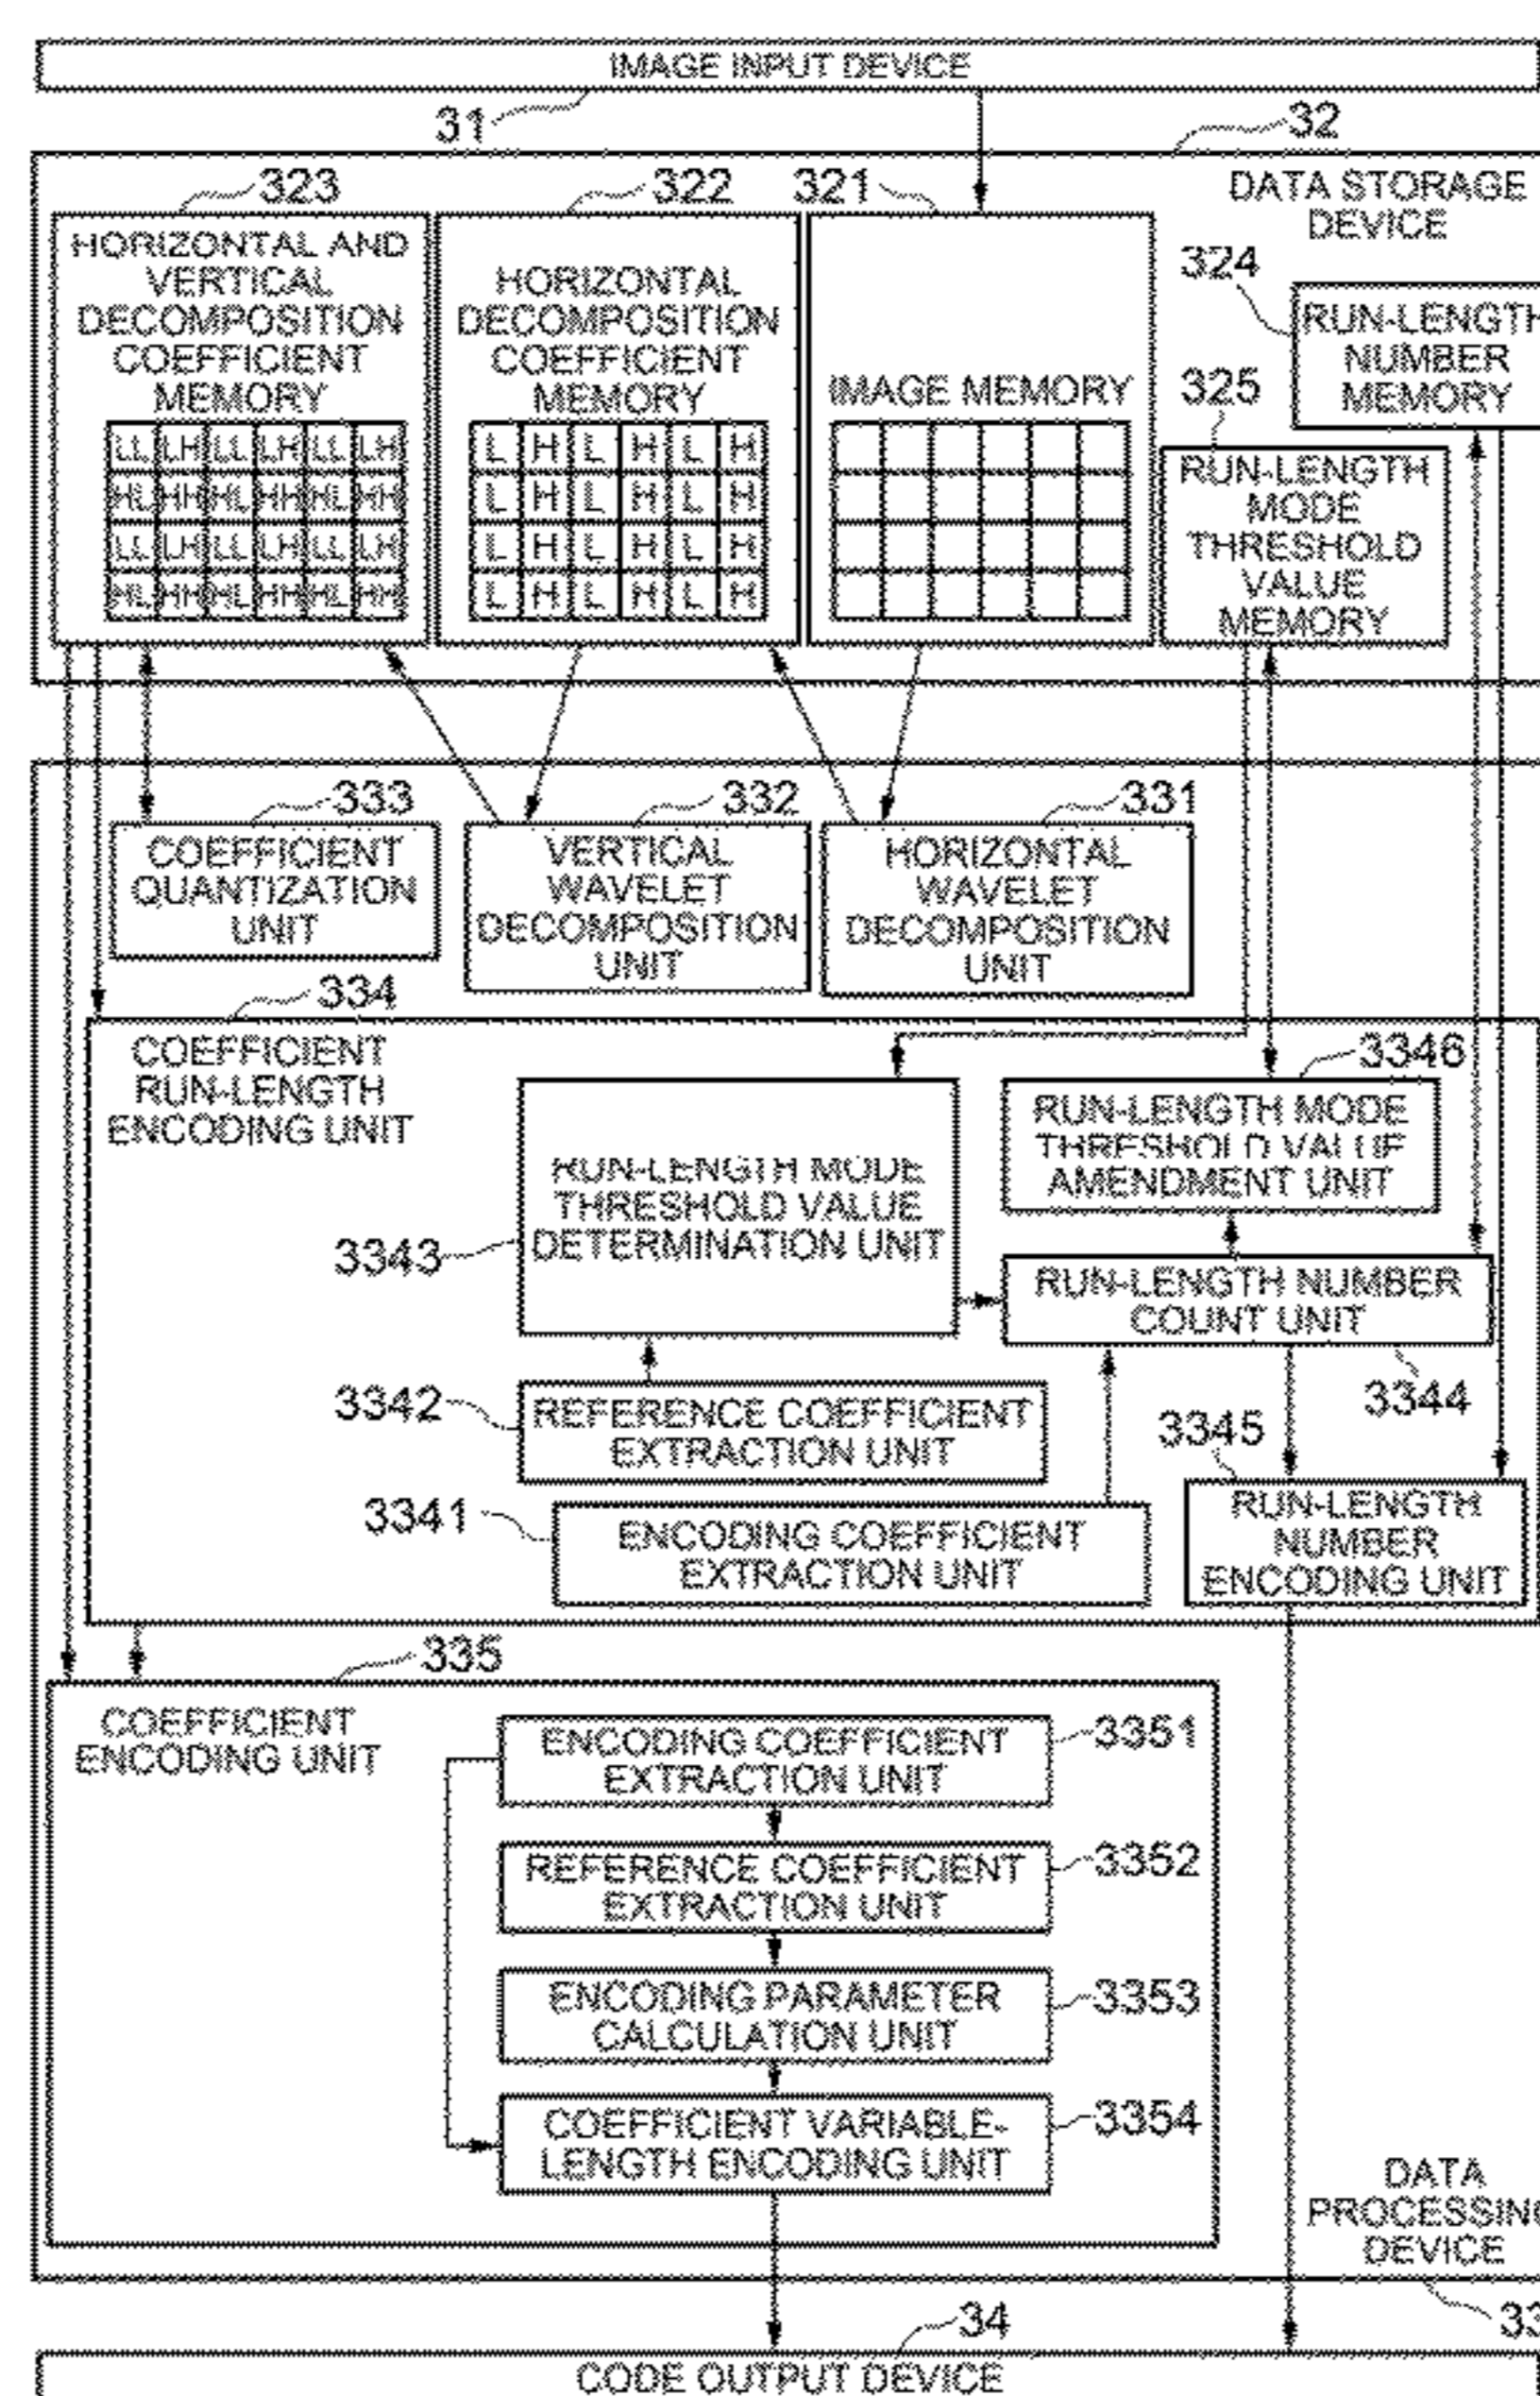 IMAGE INPUT DEVICE
31
32
DATA STORAGE
DEVICE
323
322
321
324
325
HORIZONTAL AND
VERTICAL
DECOMPOSITION
COEFFICIENT
MEMORY
LL LH LL LH LL LH
HL HH HL HH HL HH
LL LH LL LH LL LH
HL HH HL HH HL HH
HORIZONTAL
DECOMPOSITION
COEFFICIENT
MEMORY
L H L H L H
L H L H L H
L H L H L H
L H L H L H
IMAGE MEMORY
RUN-LENGTH
NUMBER
MEMORY
RUN-LENGTH
MODE
THRESHOLD
VALUE
MEMORY
333
COEFFICIENT
QUANTIZATION
UNIT
332
VERTICAL
WAVELET
DECOMPOSITION
UNIT
331
HORIZONTAL
WAVELET
DECOMPOSITION
UNIT
334
COEFFICIENT
RUN-LENGTH
ENCODING UNIT
3346
RUN-LENGTH MODE
THRESHOLD VALUE
AMENDMENT UNIT
RUN-LENGTH MODE
THRESHOLD VALUE
DETERMINATION UNIT
3343
RUN-LENGTH NUMBER
COUNT UNIT
3344
3342
REFERENCE COEFFICIENT
EXTRACTION UNIT
3345
RUN-LENGTH
NUMBER
ENCODING UNIT
3341
ENCODING COEFFICIENT
EXTRACTION UNIT
335
COEFFICIENT
ENCODING UNIT
ENCODING COEFFICIENT
EXTRACTION UNIT
3351
REFERENCE COEFFICIENT
EXTRACTION UNIT
3352
ENCODING PARAMETER
CALCULATION UNIT
3353
COEFFICIENT VARIABLE-
LENGTH ENCODING UNIT
3354
DATA
PROCESSING
DEVICE
33
34
CODE OUTPUT DEVICE